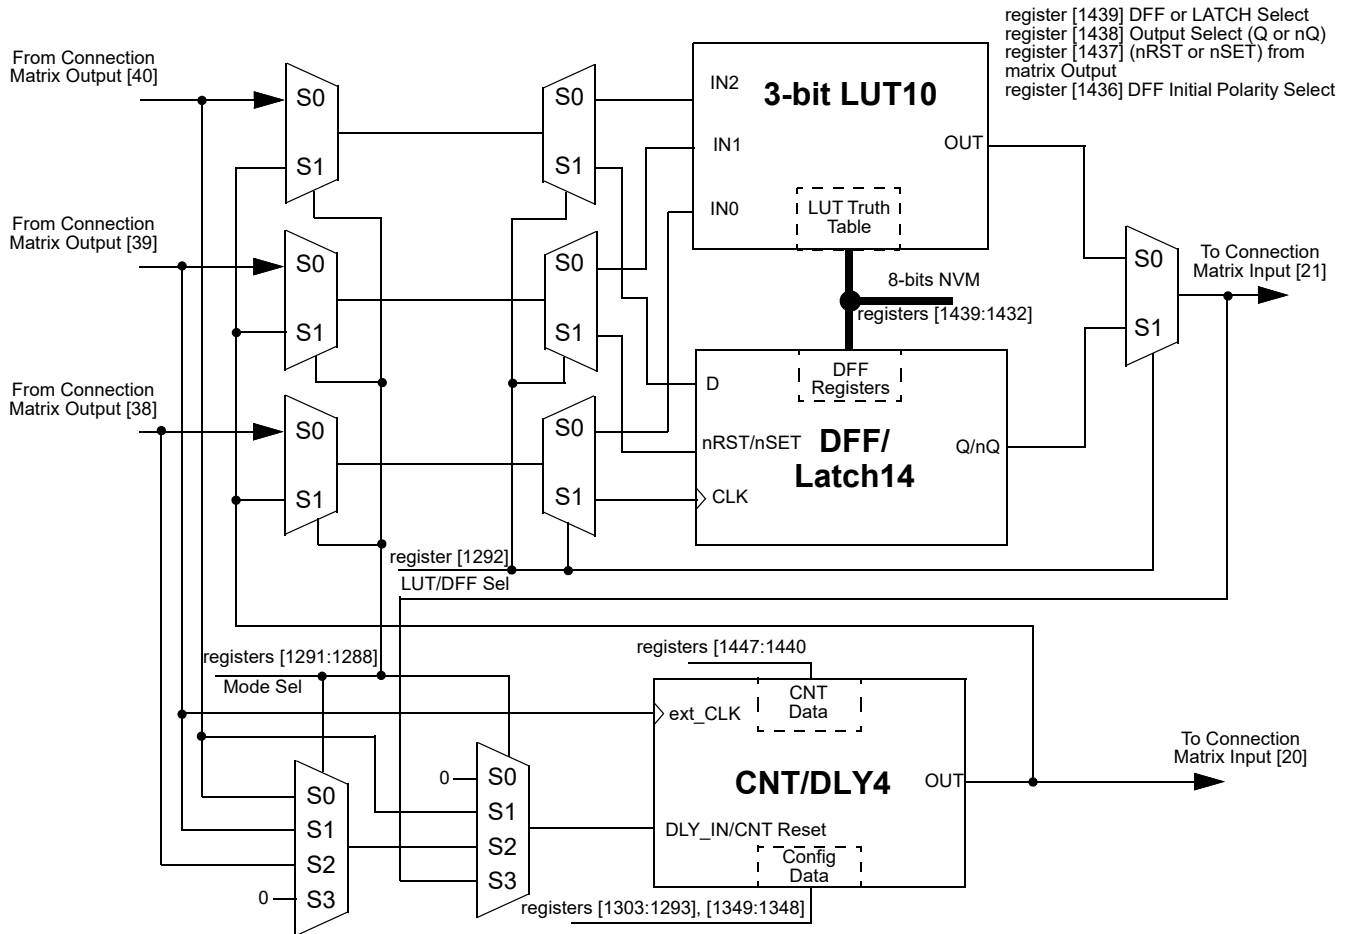 register [1439] DFF or LATCH Select
register [1438] Output Select (Q or nQ)
register [1437] (nRST or nSET) from
matrix Output
register [1436] DFF Initial Polarity Select
From Connection
Matrix Output [40]
S0
S1
S0
S1
IN2
3-bit LUT10
IN1
OUT
IN0
LUT Truth
Table
From Connection
Matrix Output [39]
S0
S1
S0
S1
8-bits NVM
registers [1439:1432]
S0
S1
To Connection
Matrix Input [21]
From Connection
Matrix Output [38]
S0
S1
S0
S1
D
DFF
Registers
nRST/nSET
DFF/
Latch14
Q/nQ
CLK
register [1292]
LUT/DFF Sel
registers [1291:1288]
Mode Sel
registers [1447:1440
CNT
Data
ext_CLK
CNT/DLY4
OUT
To Connection
Matrix Input [20]
DLY_IN/CNT Reset
Config
Data
0
S0
S1
S2
S3
S0
S1
S2
0
S3
registers [1303:1293], [1349:1348]